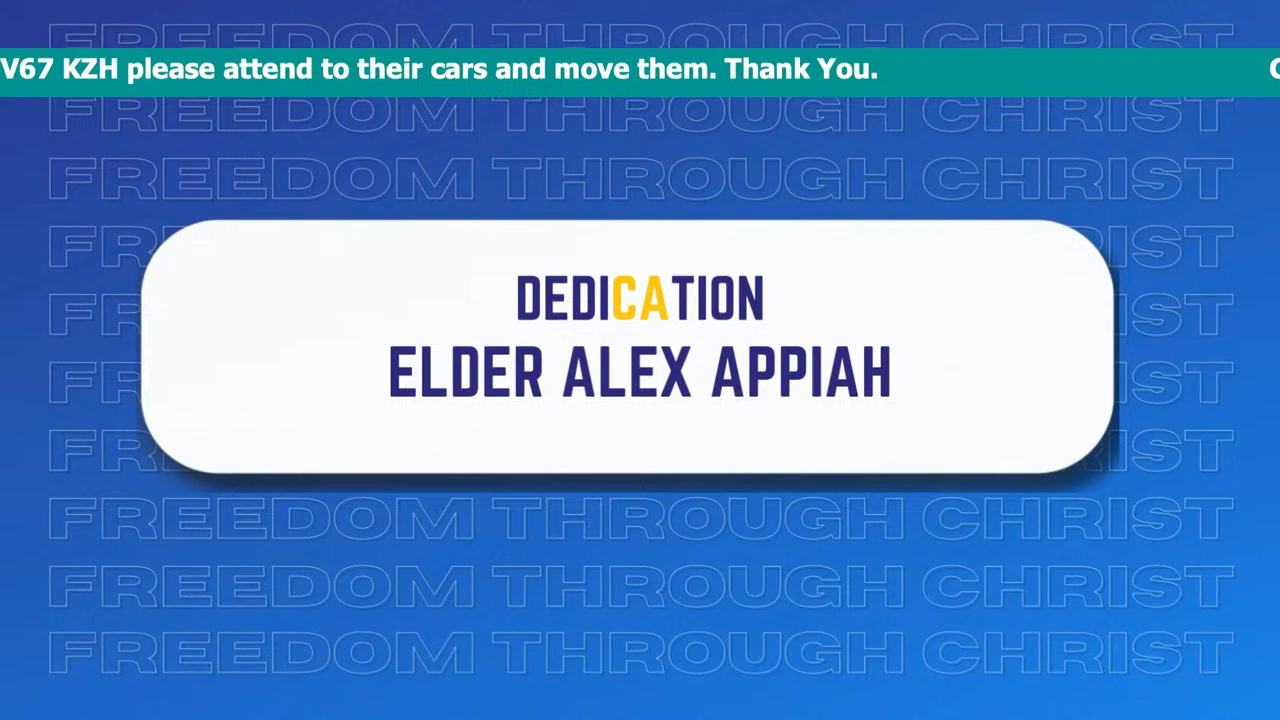 FREEDOM THROUGH CHRIST
V67 KZH please attend to their cars and move them. Thank You.
FREEDOM THROUGH CHRIST
FREEDOM THROUGH CHRIST
DEDICATION
ELDER ALEX APPIAH
FREEDOM THROUGH CHRIST
FREEDOM THROUGH CHRIST
FREEDOM THROUGH CHRIST